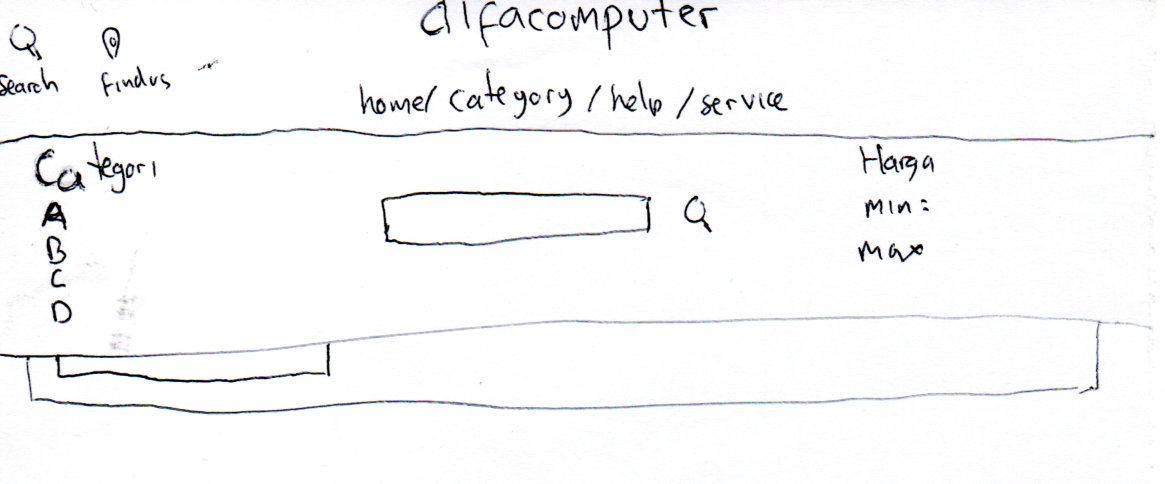 alfacomputer
search findus
home/ category / help / service
Categori
A
B
C
D
Harga
min:
max